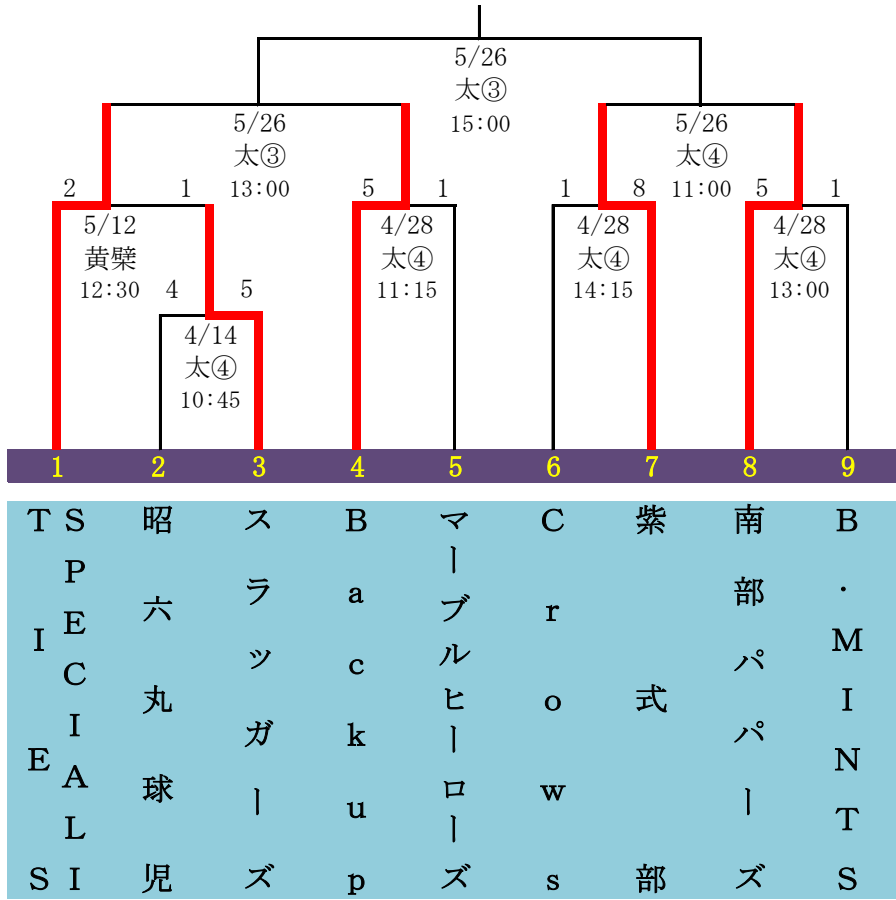 5/26
太③
15:00
5/26
太③
13:00
5/26
太④
11:00
2
1
5
1
1
8
5
1
5/12
黄檗
12:30
4/28
太④
11:15
4/28
太④
14:15
4/28
太④
13:00
4
5
4/14
太④
10:45
1
2
3
4
5
6
7
8
9
SPECIALI
TIES
昭六丸球児
スラッガーズ
Backup
マーブルヒーローズ
Crows
紫式部
南部パパーズ
B.MINTS